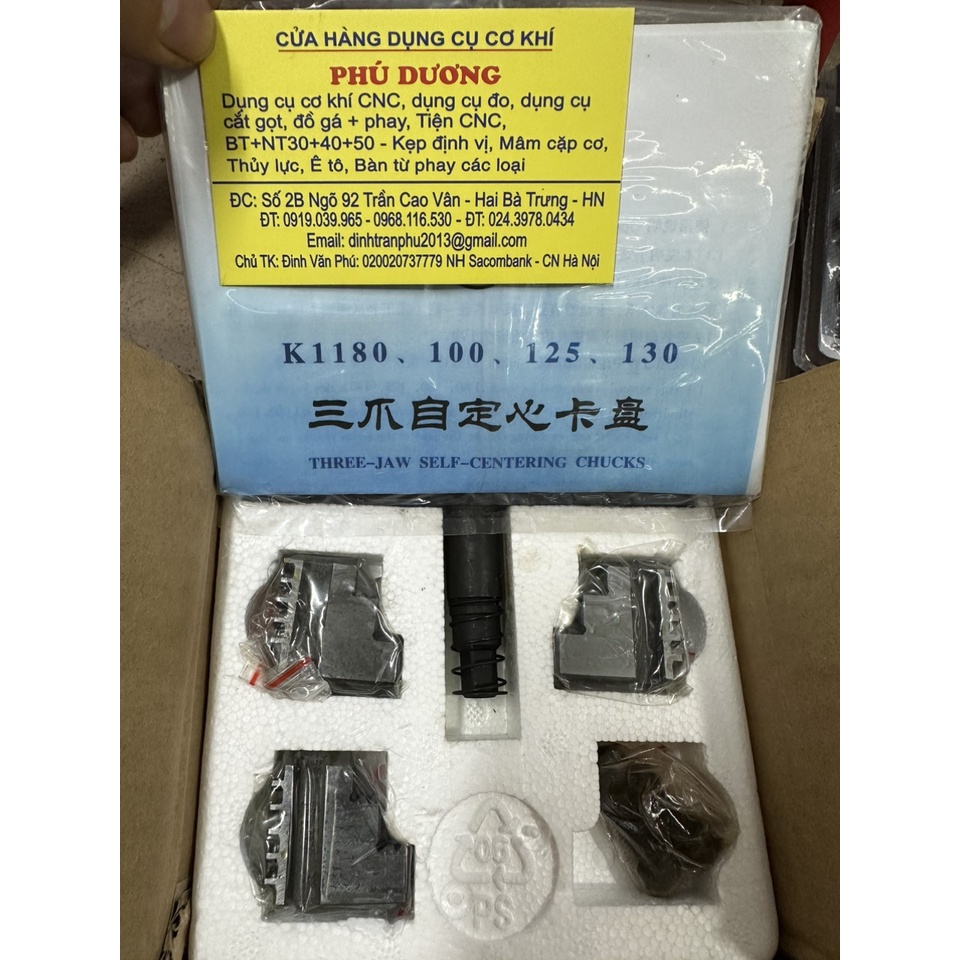 CỬA HÀNG DỤNG CỤ CƠ KHÍ
PHÚ DƯƠNG
Dụng cụ cơ khí CNC, dụng cụ đo, dụng cụ
cắt gọt, đồ gá + phay, Tiện CNC,
BT+NT30+40+50 - Kẹp định vị, Mâm cặp cơ,
Thủy lực, Ê tô, Bàn từ phay các loại
ĐC: Số 2B Ngõ 92 Trần Cao Vân - Hai Bà Trưng - HN
ĐT: 0919.039.965 - 0968.116.530 - ĐT: 024.3978.0434
Email: dinhtranphu2013@gmail.com
Chủ TK: Đinh Văn Phú: 020020737779 NH Sacombank - CN Hà Nội
K1180、100、125、130
三爪自定心卡盘
THREE-JAW SELF-CENTERING CHUCKS
06
PS